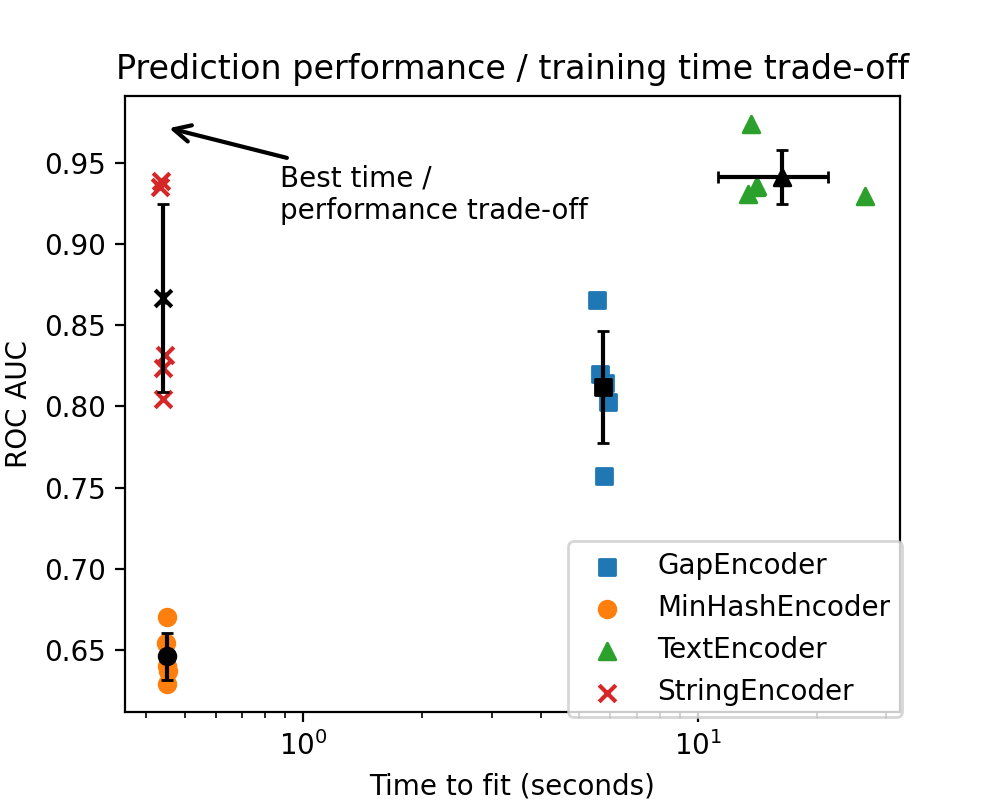 Prediction performance / training time trade-off
Best time /
performance trade-off
0.95
0.90
0.85
0.80
0.75
0.70
0.65
ROC AUC
GapEncoder
MinHashEncoder
TextEncoder
StringEncoder
10⁰
10¹
Time to fit (seconds)